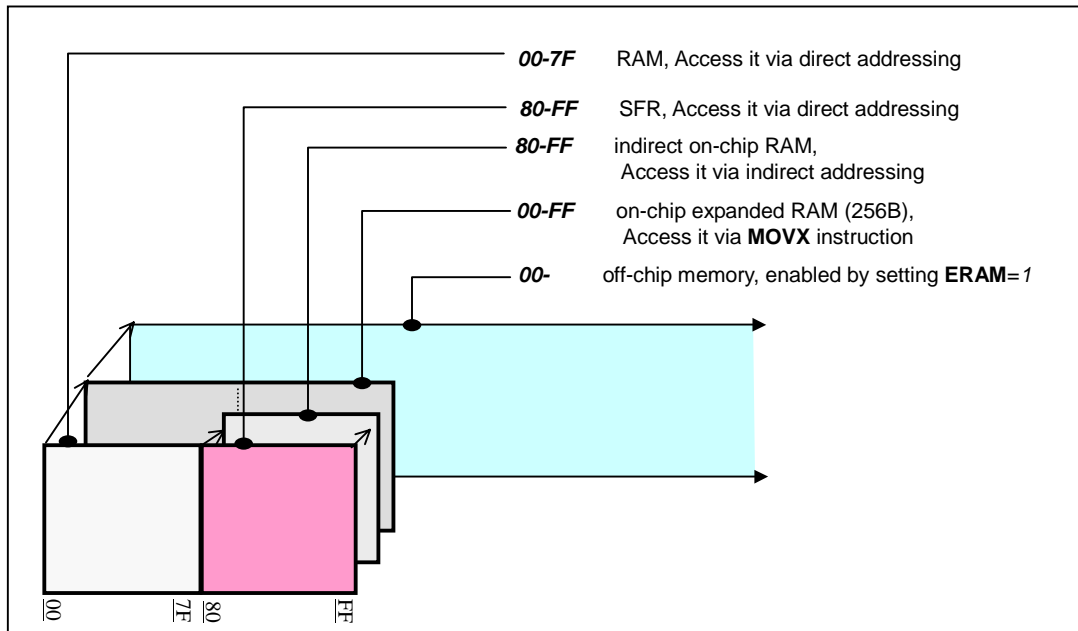 00-7F RAM, Access it via direct addressing
80-FF SFR, Access it via direct addressing
80-FF indirect on-chip RAM,
Access it via indirect addressing
00-FF on-chip expanded RAM (256B),
Access it via MOVX instruction
00- off-chip memory, enabled by setting ERAM=1
00 7F 80 FF